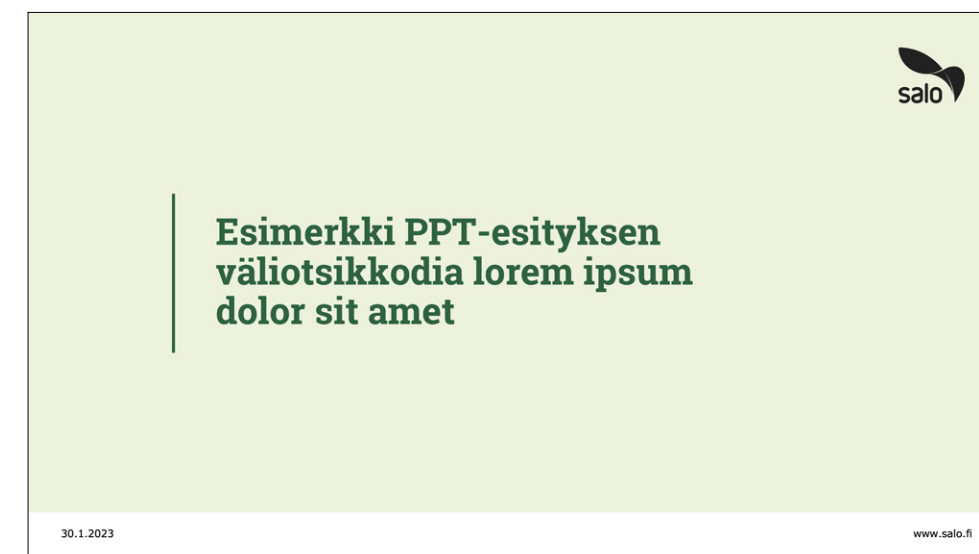 salo
Esimerkki PPT-esityksen
väliotsikkodia lorem ipsum
dolor sit amet
30.1.2023
www.salo.fi